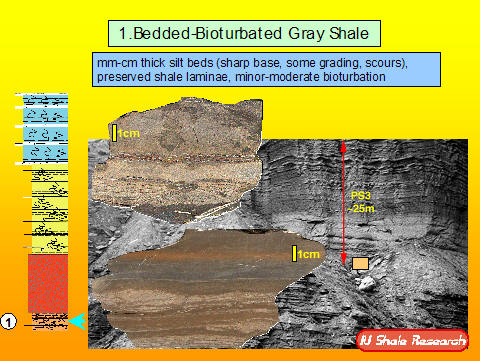 1.Bedded-Bioturbated Gray Shale
mm-cm thick silt beds (sharp base, some grading, scours),
preserved shale laminae, minor-moderate bioturbation
1cm
PS3
~25m
1cm
1
IU Shale Research